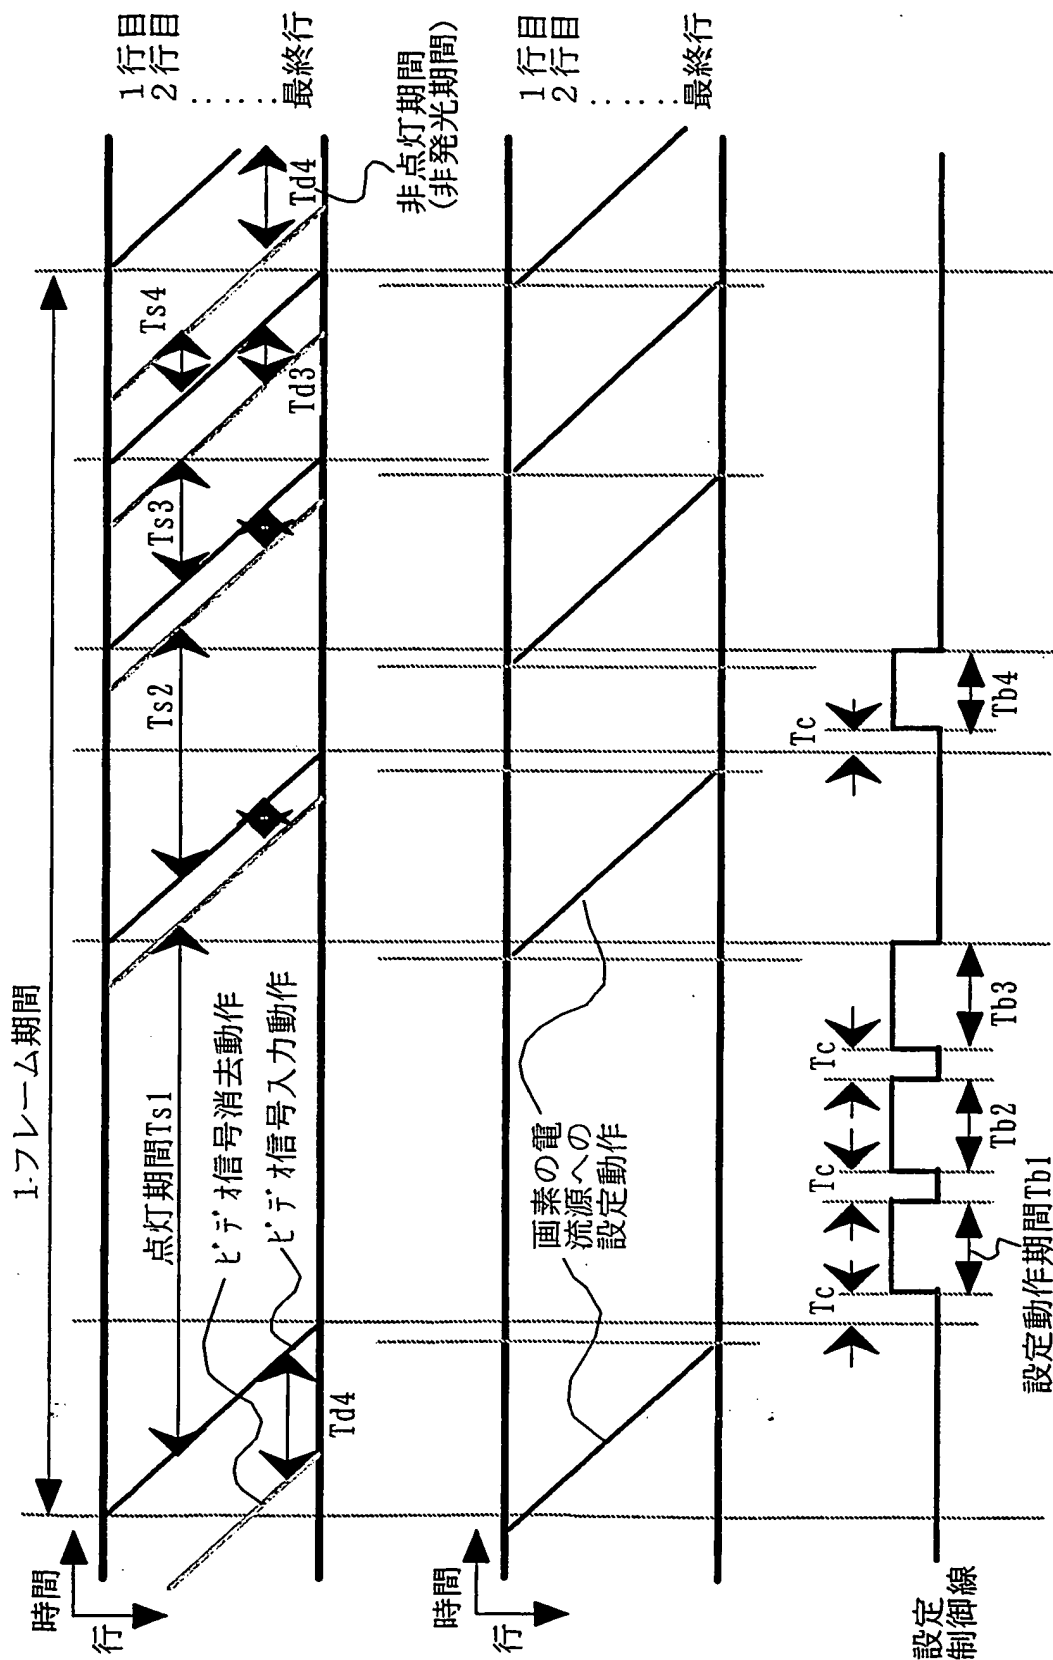 1フレーム期間
時間
行
1行目
2行目
......
最終行
点灯期間Ts1
Ts2
Ts3
Ts4
ビデオ信号消去動作
ビデオ信号入力動作
Td4
Td3
Td4
非点灯期間
(非発光期間)
時間
行
1行目
2行目
......
最終行
画素の電
流源への
設定動作
設定
制御線
Tc
Tc
Tc
Tc
設定動作期間Tb1
Tb2
Tb3
Tb4